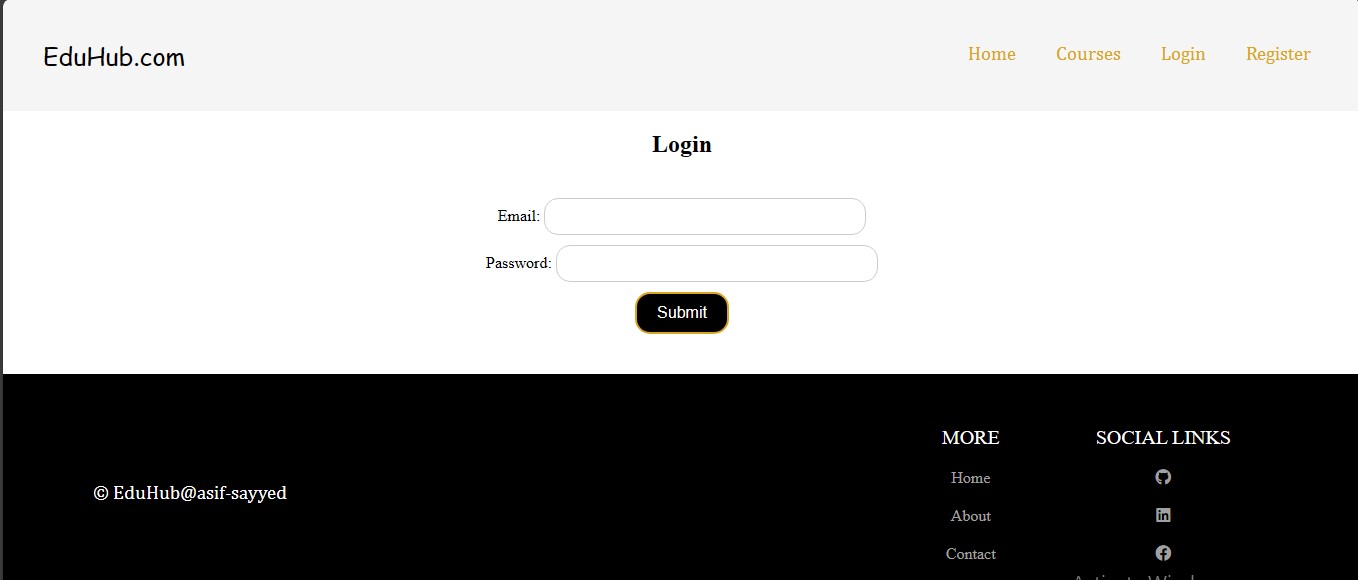 EduHub.com
Home Courses Login Register
Login
Email:
Password:
Submit
MORE SOCIAL LINKS
Home
© EduHub@asif-sayyed
About
Contact